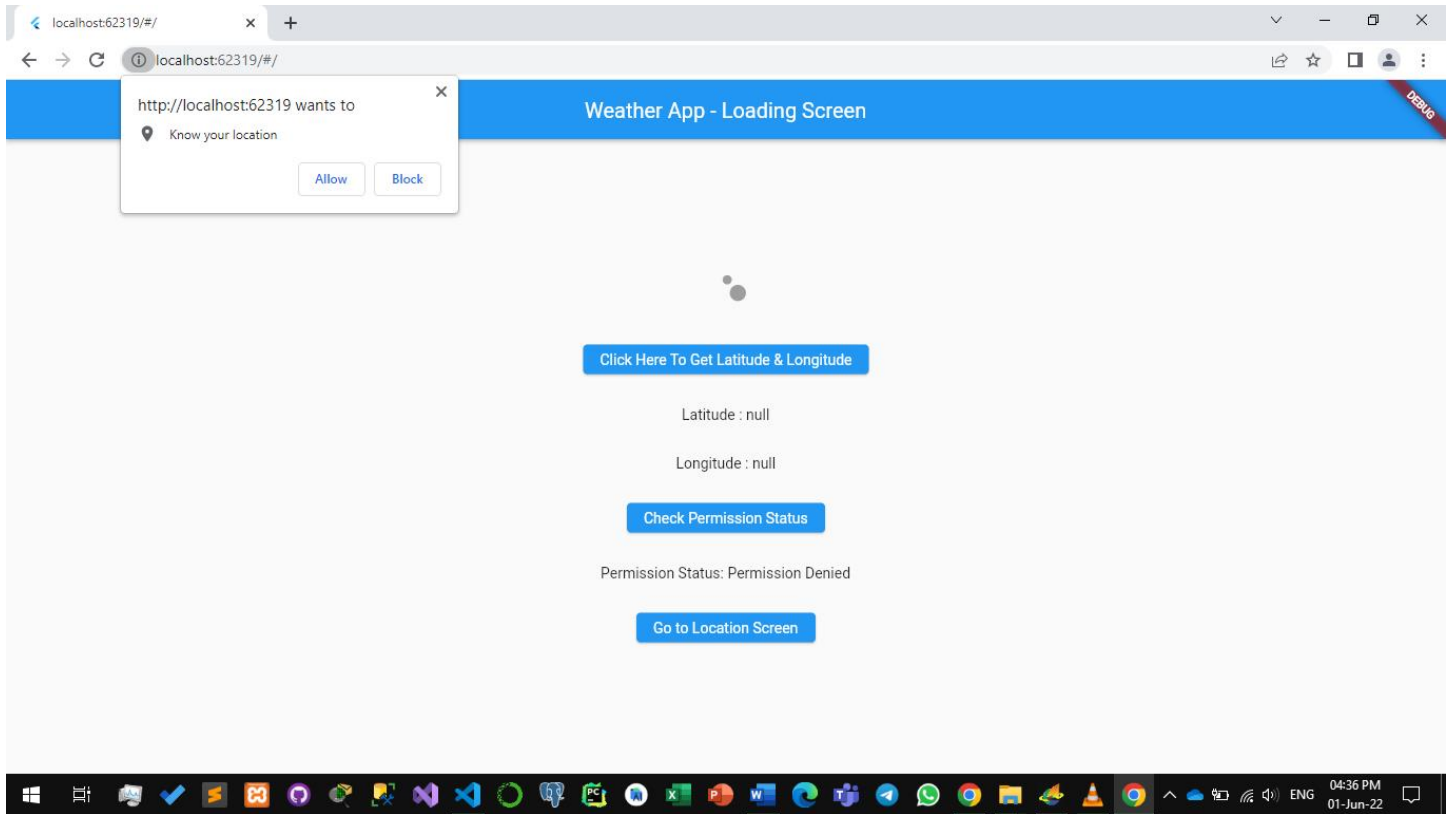 localhost:62319/#/
localhost:62319/#/
http://localhost:62319 wants to
Know your location
Allow Block
Weather App - Loading Screen
DEBUG
Click Here To Get Latitude & Longitude
Latitude : null
Longitude : null
Check Permission Status
Permission Status: Permission Denied
Go to Location Screen
ENG
04:36 PM
01-Jun-22